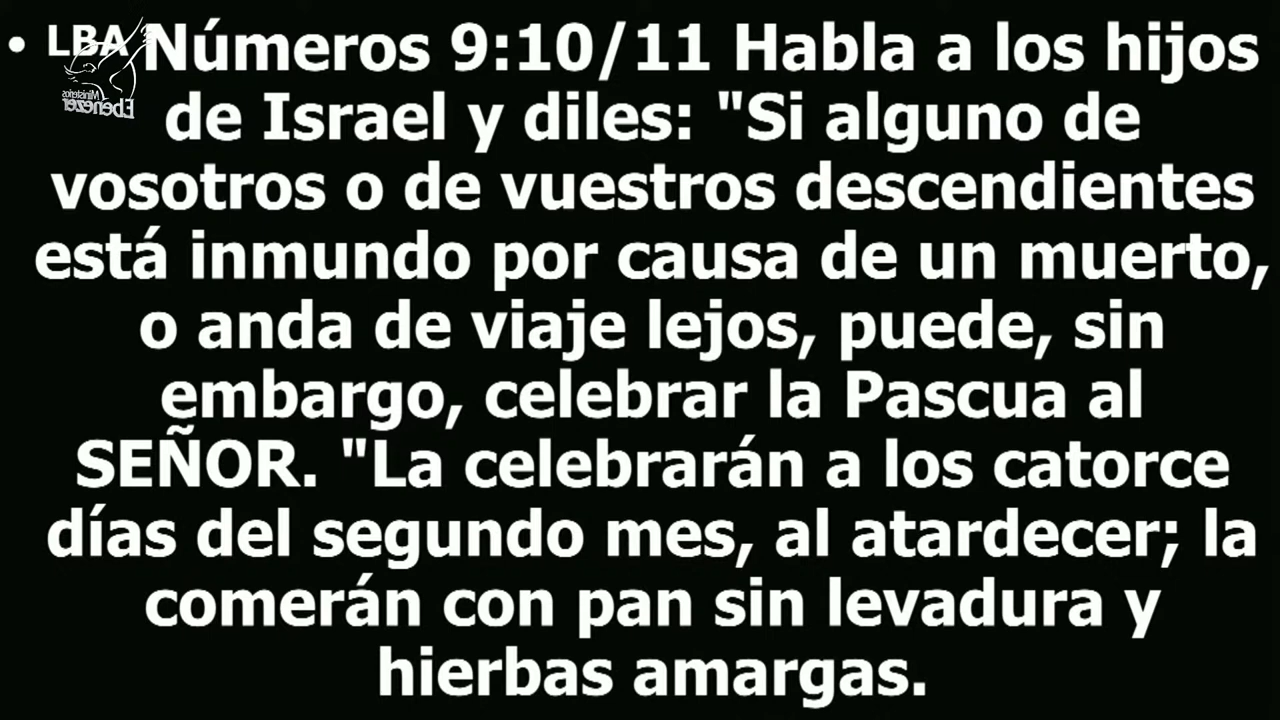 • LBA Números 9:10/11 Habla a los hijos
de Israel y diles: "Si alguno de
vosotros o de vuestros descendientes
está inmundo por causa de un muerto,
o anda de viaje lejos, puede, sin
embargo, celebrar la Pascua al
SEÑOR. "La celebrarán a los catorce
días del segundo mes, al atardecer; la
comerán con pan sin levadura y
hierbas amargas.
Ministerios
Ebenezer